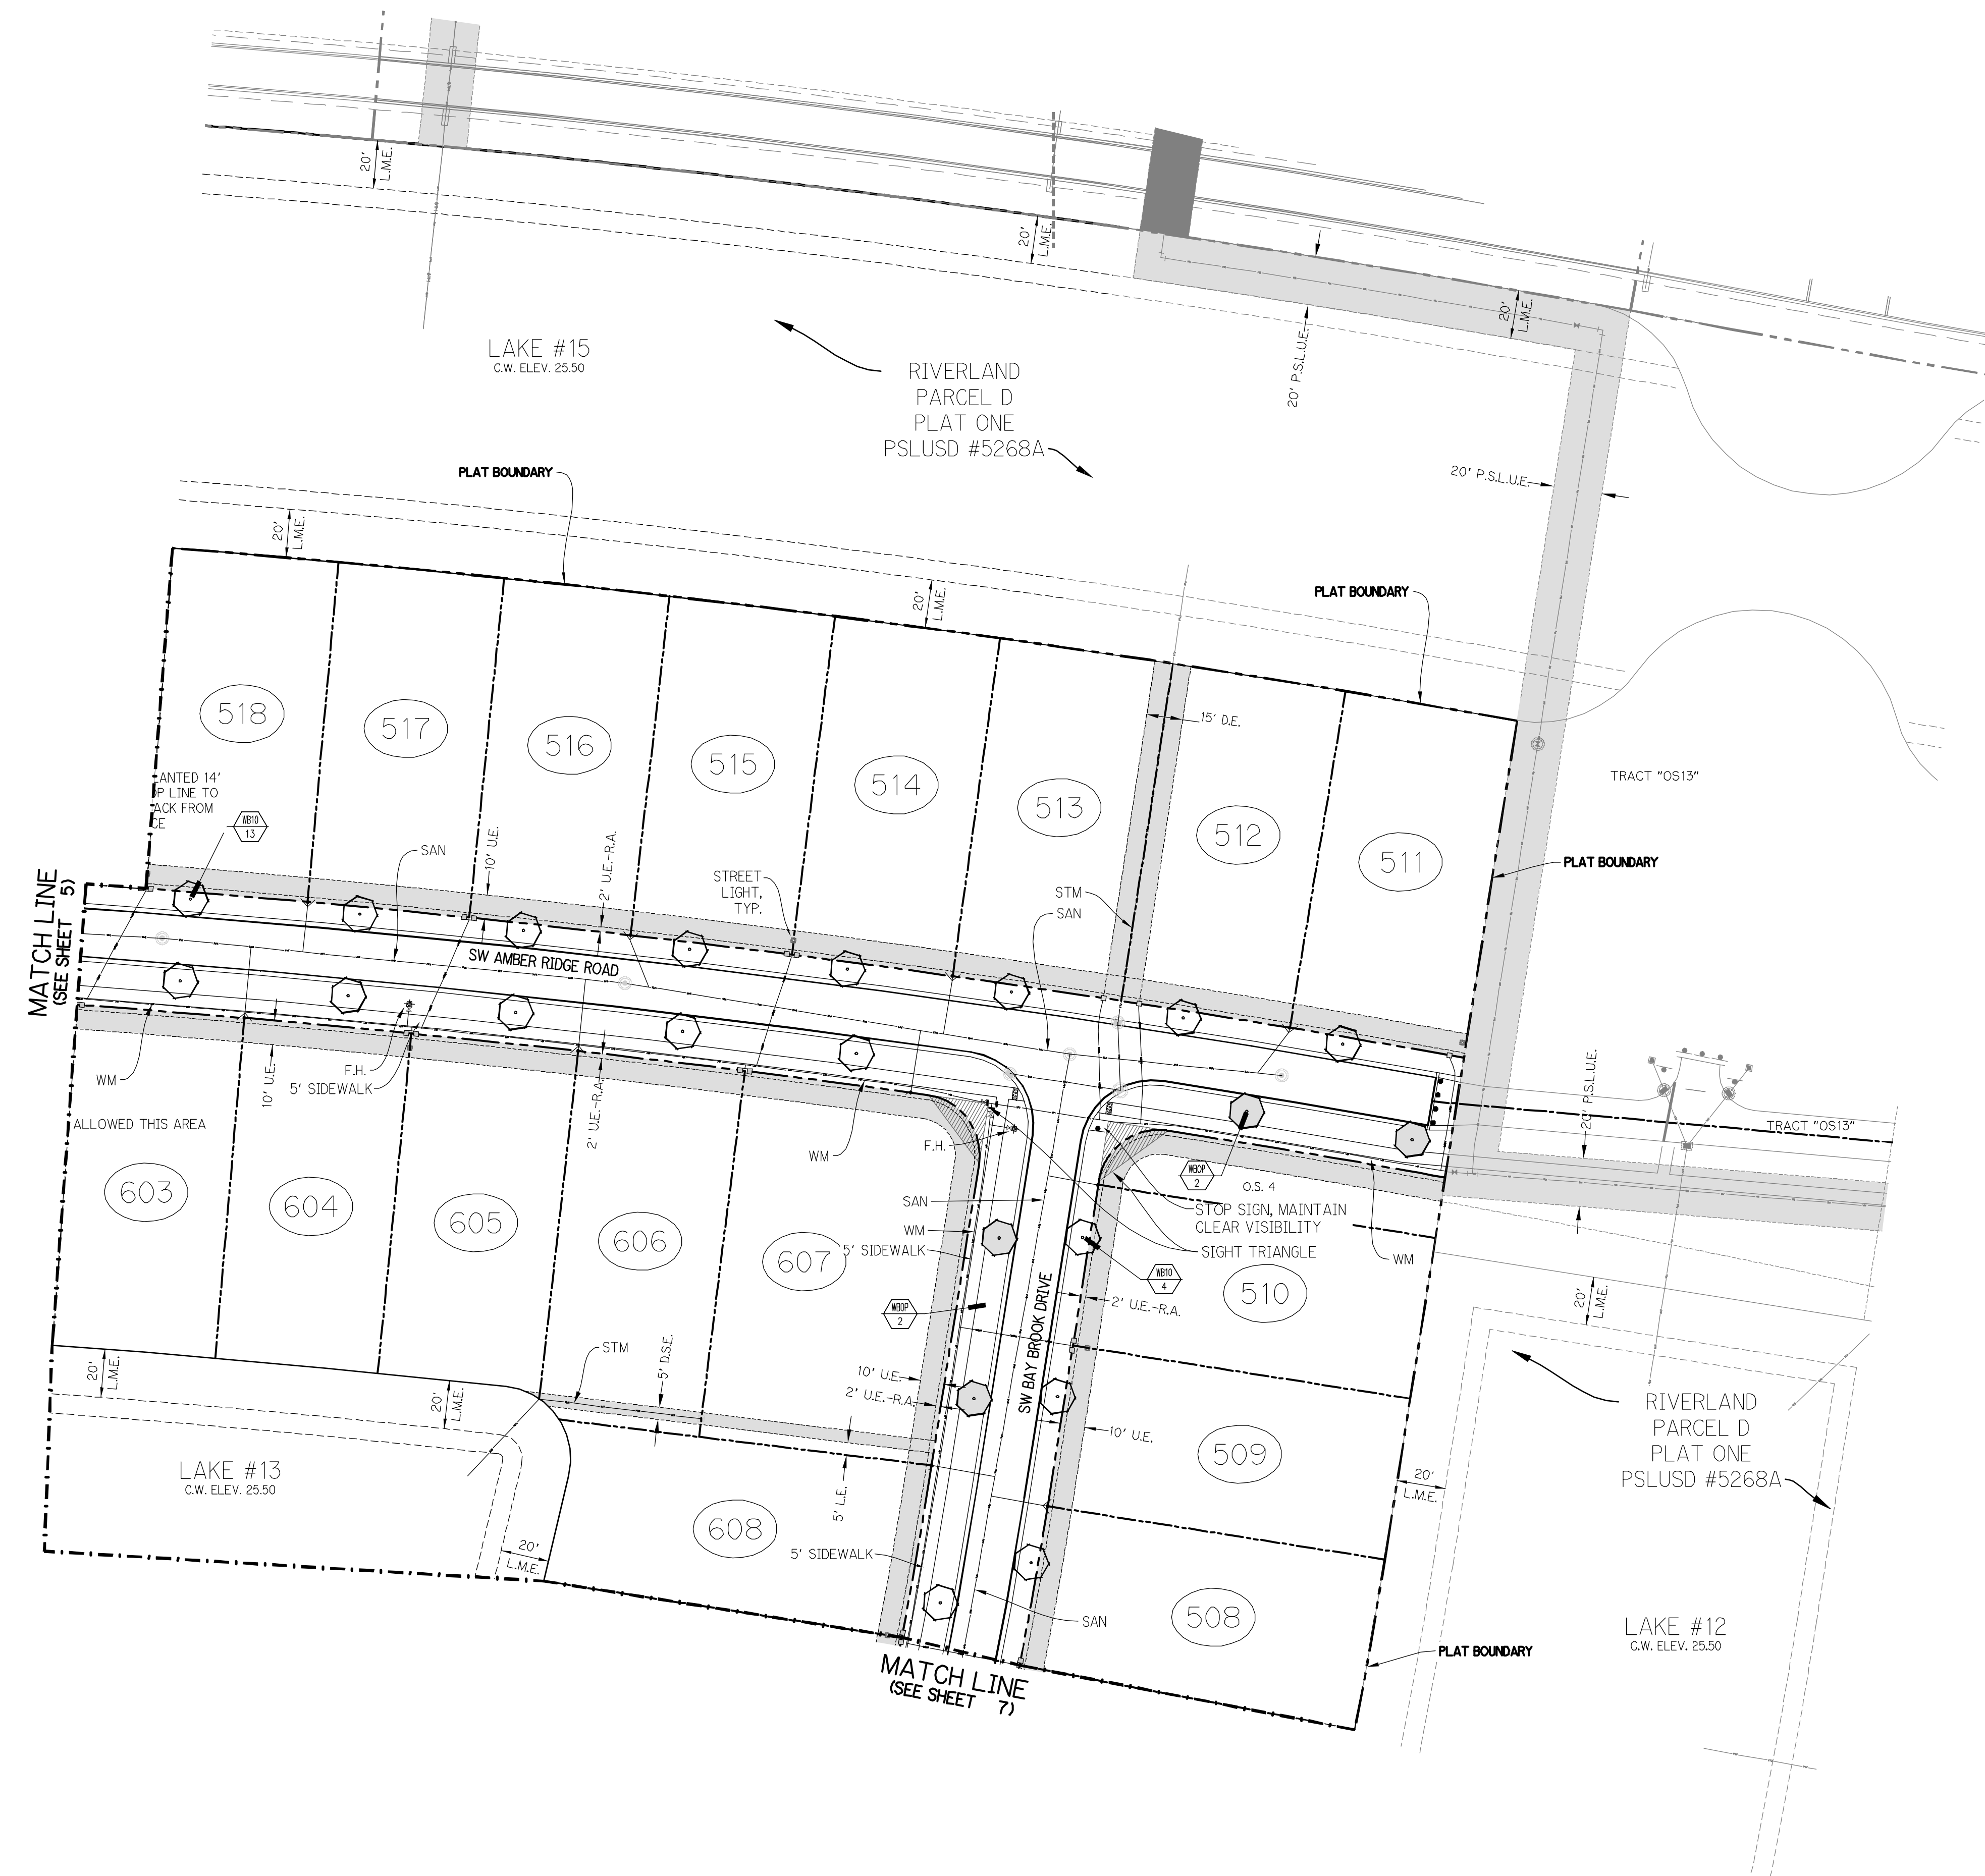 20'
L.M.E.
20'
L.M.E.
20'
L.M.E.
LAKE #15
C.W. ELEV. 25.50
RIVERLAND
PARCEL D
PLAT ONE
PSLUSD #5268A
20' P.S.L.U.E.
20' P.S.L.U.E.
PLAT BOUNDARY
20'
L.M.E.
20'
L.M.E.
PLAT BOUNDARY
518
517
516
515
514
513
512
511
15' D.E.
TRACT "OS13"
ANTED 14'
OP LINE TO
ACK FROM
CE
WB10
13
SAN
10' U.E.
2' U.E.-R.A.
STREET
LIGHT,
TYP.
STM
SAN
PLAT BOUNDARY
MATCH LINE
(SEE SHEET 5)
SW AMBER RIDGE ROAD
WM
10' U.E.
F.H.
5' SIDEWALK
2' U.E.-R.A.
WM
F.H.
20' P.S.L.U.E.
TRACT "OS13"
ALLOWED THIS AREA
603
604
605
606
607
SAN
WM
5' SIDEWALK
WBOP
2
WBOP
2
O.S. 4
STOP SIGN, MAINTAIN
CLEAR VISIBILITY
SIGHT TRIANGLE
WM
WB10
4
2' U.E.-R.A.
510
20'
L.M.E.
SW BAY BROOK DRIVE
20'
L.M.E.
20'
L.M.E.
STM
5' D.S.E.
10' U.E.
2' U.E.-R.A.
10' U.E.
509
20'
L.M.E.
RIVERLAND
PARCEL D
PLAT ONE
PSLUSD #5268A
LAKE #13
C.W. ELEV. 25.50
20'
L.M.E.
608
5' L.E.
5' SIDEWALK
SAN
508
LAKE #12
C.W. ELEV. 25.50
PLAT BOUNDARY
MATCH LINE
(SEE SHEET 7)